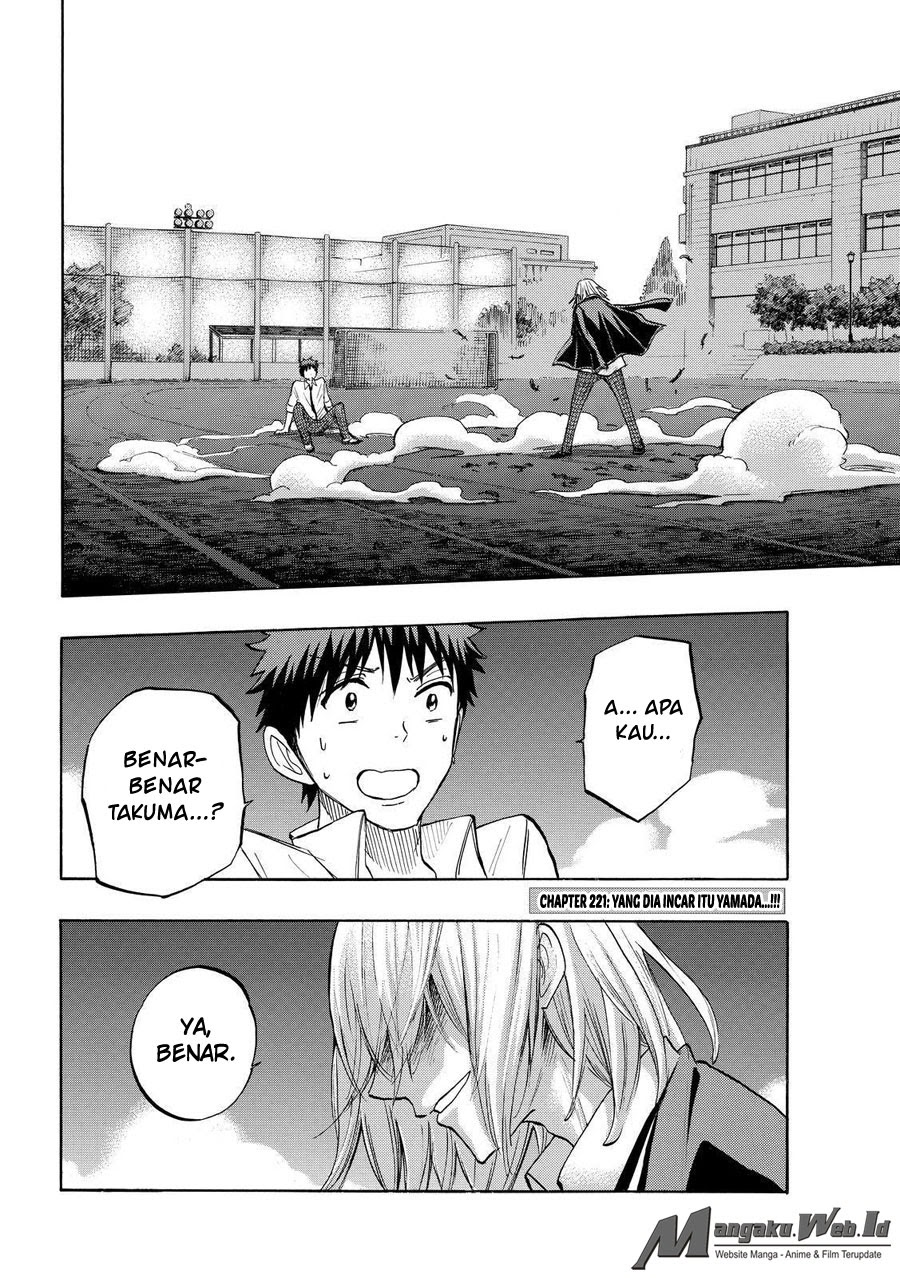 A... APA
KAU...
BENAR-
BENAR
TAKUMA...?
CHAPTER 221: YANG DIA INCAR ITU YAMADA...!!!
YA,
BENAR.
Mangaku.Web.Id
Website Manga - Anime & Film Terupdate